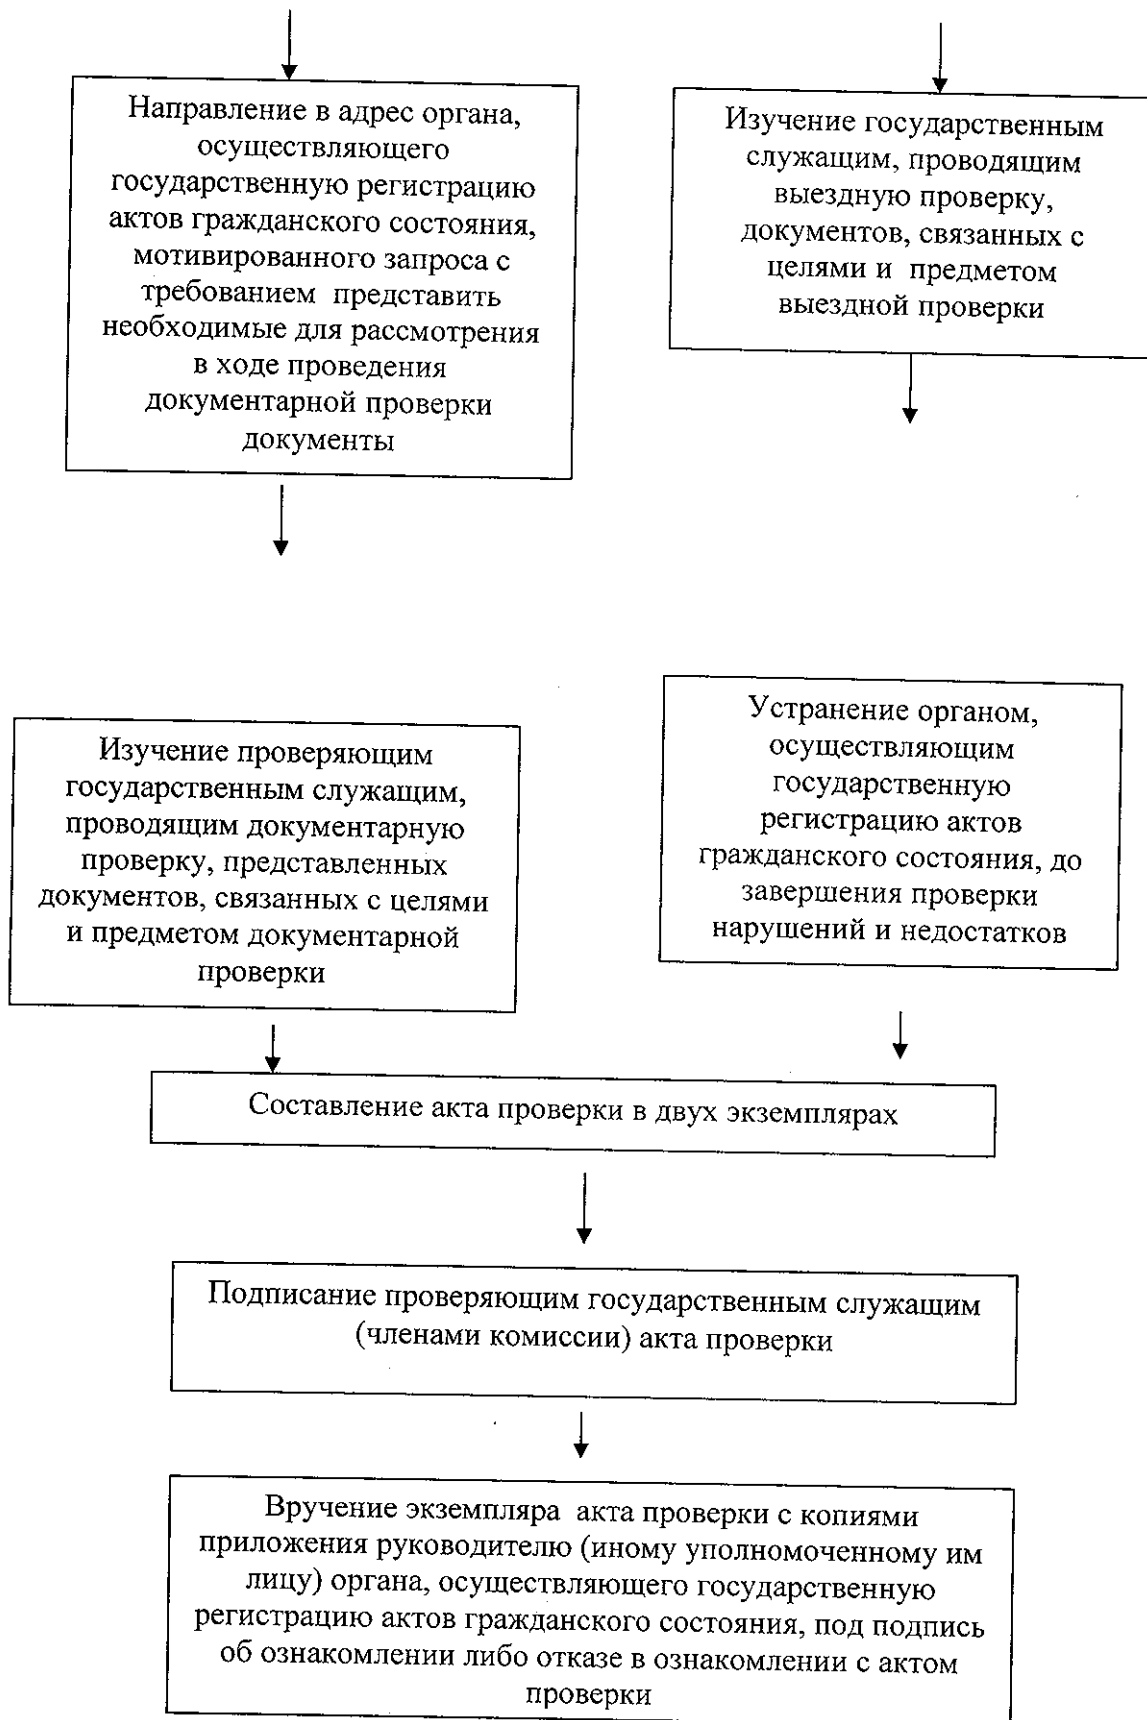 Направление в адрес органа,
осуществляющего
государственную регистрацию
актов гражданского состояния,
мотивированного запроса с
требованием представить
необходимые для рассмотрения
в ходе проведения
документарной проверки
документы
Изучение государственным
служащим, проводящим
выездную проверку,
документов, связанных с
целями и предметом
выездной проверки
Изучение проверяющим
государственным служащим,
проводящим документарную
проверку, представленных
документов, связанных с целями
и предметом документарной
проверки
Устранение органом,
осуществляющим
государственную
регистрацию актов
гражданского состояния, до
завершения проверки
нарушений и недостатков
Составление акта проверки в двух экземплярах
Подписание проверяющим государственным служащим
(членами комиссии) акта проверки
Вручение экземпляра акта проверки с копиями
приложения руководителю (иному уполномоченному им
лицу) органа, осуществляющего государственную
регистрацию актов гражданского состояния, под подпись
об ознакомлении либо отказе в ознакомлении с актом
проверки